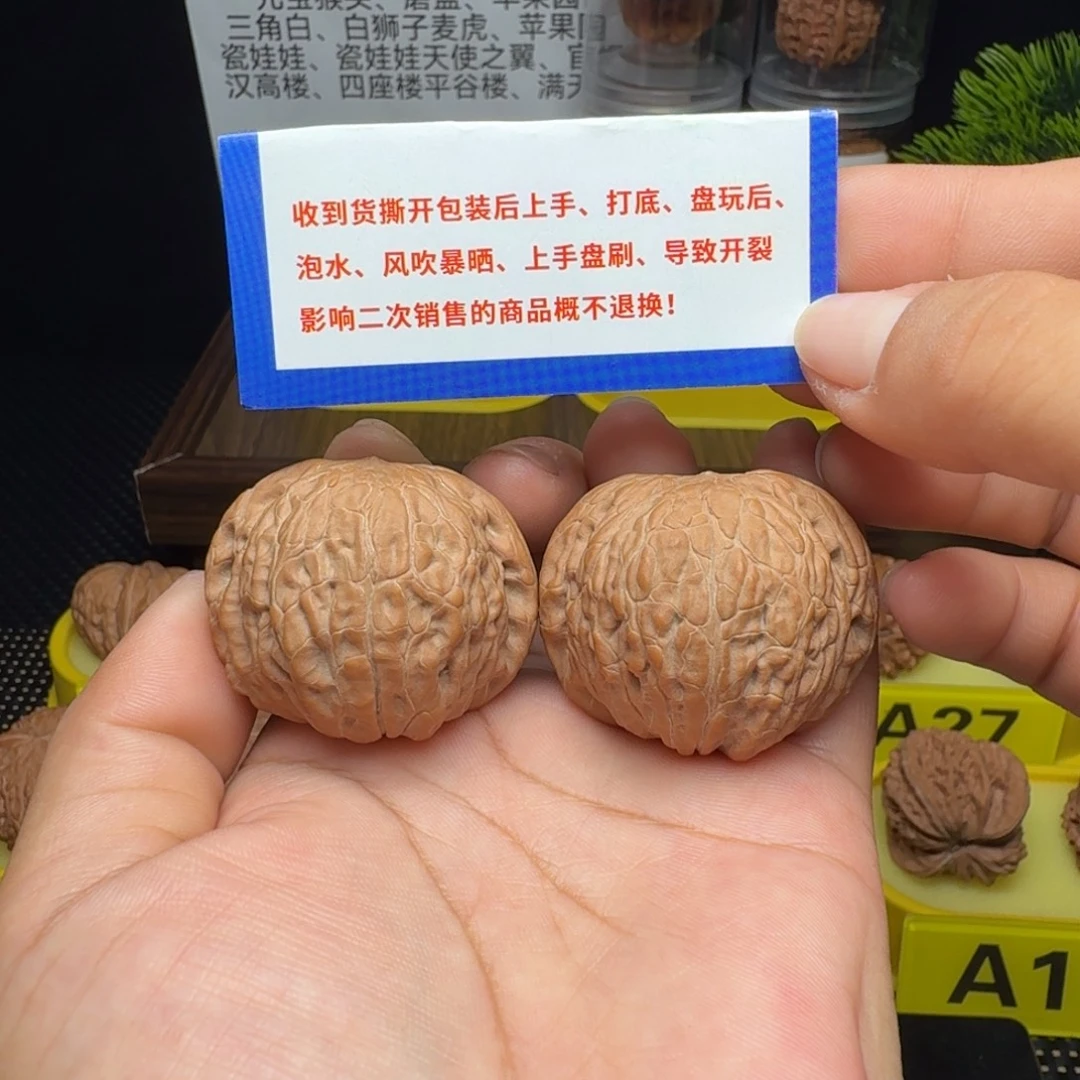 三角白、白狮子麦虎、苹果园
瓷娃娃、瓷娃娃天使之翼、官
汉高楼、四座楼平谷楼、满天
收到货撕开包装后上手、打底、盘玩后、
泡水、风吹暴晒、上手盘刷、导致开裂
影响二次销售的商品概不退换!
A27
A1